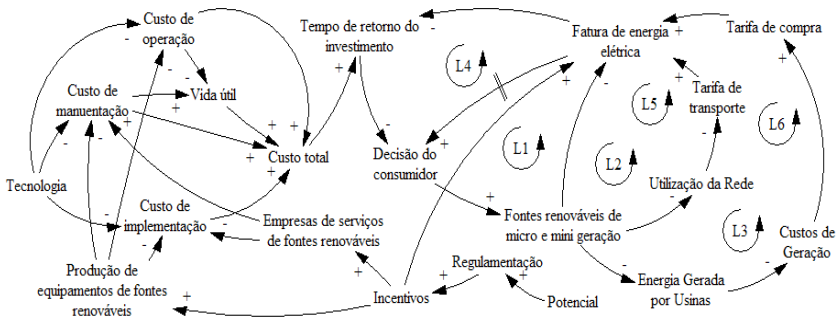 Custo de
operação
Tempo de retorno do
investimento
Fatura de energia
elétrica
Tarifa de compra
L4
Custo de
manuentação
Vida útil
L5
Tarifa de
transporte
L6
L1
L2
Custo total
Decisão do
consumidor
Tecnologia
Utilização da Rede
Custo de
implementação
Empresas de serviços
de fontes renováveis
Fontes renováveis de
micro e mini geração
L3
Custos de
Geração
Produção de
equipamentos de fontes
renováveis
Regulamentação
Incentivos
Potencial
Energia Gerada
por Usinas